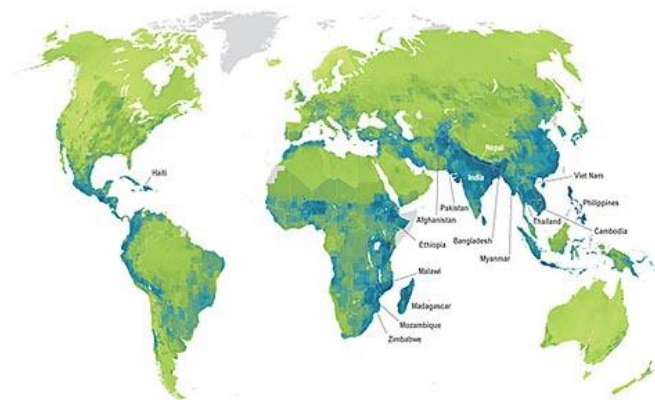 Haiti
Nepal
India
Viet Nam
Philippines
Pakistan
Thailand
Afghanistan
Cambodia
Ethiopia
Bangladesh
Myanmar
Malawi
Madagascar
Mozambique
Zimbabwe